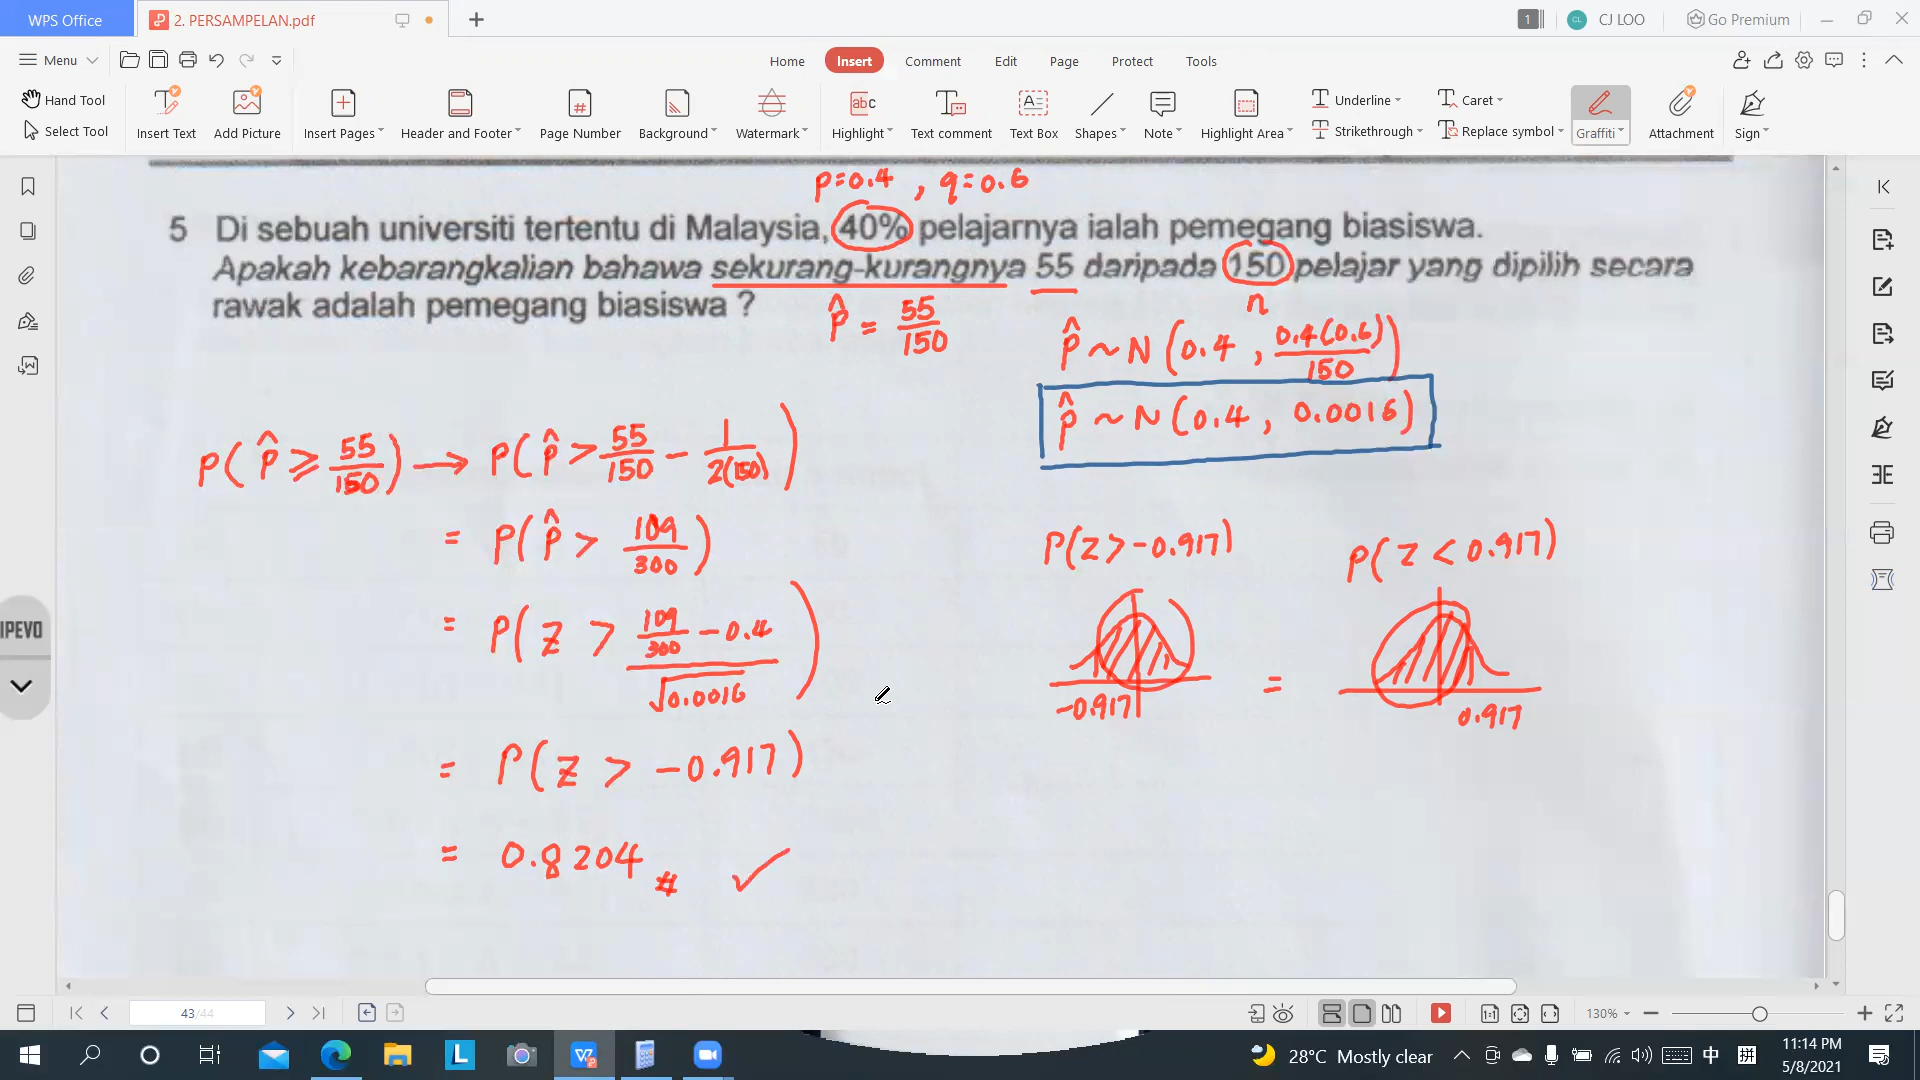 WPS Office
2. PERSAMPELAN.pdf
1
CL
CJ LOO
Go Premium
Menu
Home
Insert
Comment
Edit
Page
Protect
Tools
Hand Tool
Select Tool
Insert Text
Add Picture
Insert Pages
Header and Footer
Page Number
Background
Watermark
Highlight
Text comment
Text Box
Shapes
Note
Highlight Area
Underline
Strikethrough
Caret
Replace symbol
Graffiti
Attachment
Sign
p=0.4 , q=0.6
5 Di sebuah universiti tertentu di Malaysia, 40% pelajarnya ialah pemegang biasiswa.
Apakah kebarangkalian bahawa sekurang-kurangnya 55 daripada 150 pelajar yang dipilih secara
rawak adalah pemegang biasiswa ?
n
p̂ = 55/150
p̂ ~ N(0.4, 0.4(0.6)/150)
p̂ ~ N(0.4, 0.0016)
P(p̂ ≥ 55/150) → P(p̂ > 55/150 − 1/2(150))
= P(p̂ > 109/300)
= P(Z > (109/300 − 0.4)/√0.0016)
= P(Z > −0.917)
= 0.8204 #
P(Z > −0.917)
P(Z < 0.917)
−0.917
=
0.917
IPEVO
43/44
1:1
130%
28°C Mostly clear
中
拼
11:14 PM
5/8/2021